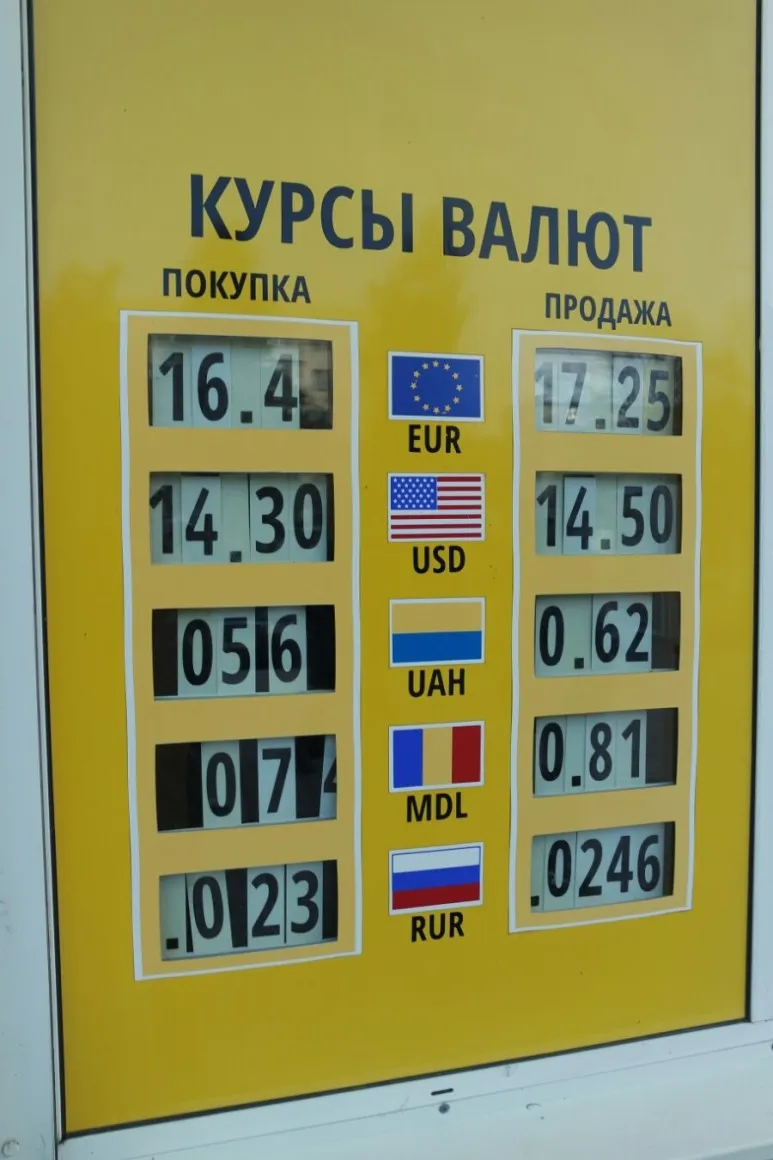 КУРСЫ ВАЛЮТ
ПОКУПКА ПРОДАЖА
16.4 EUR 17.25
14.30 USD 14.50
056 UAH 0.62
07 MDL 0.81
.023 RUR .0246